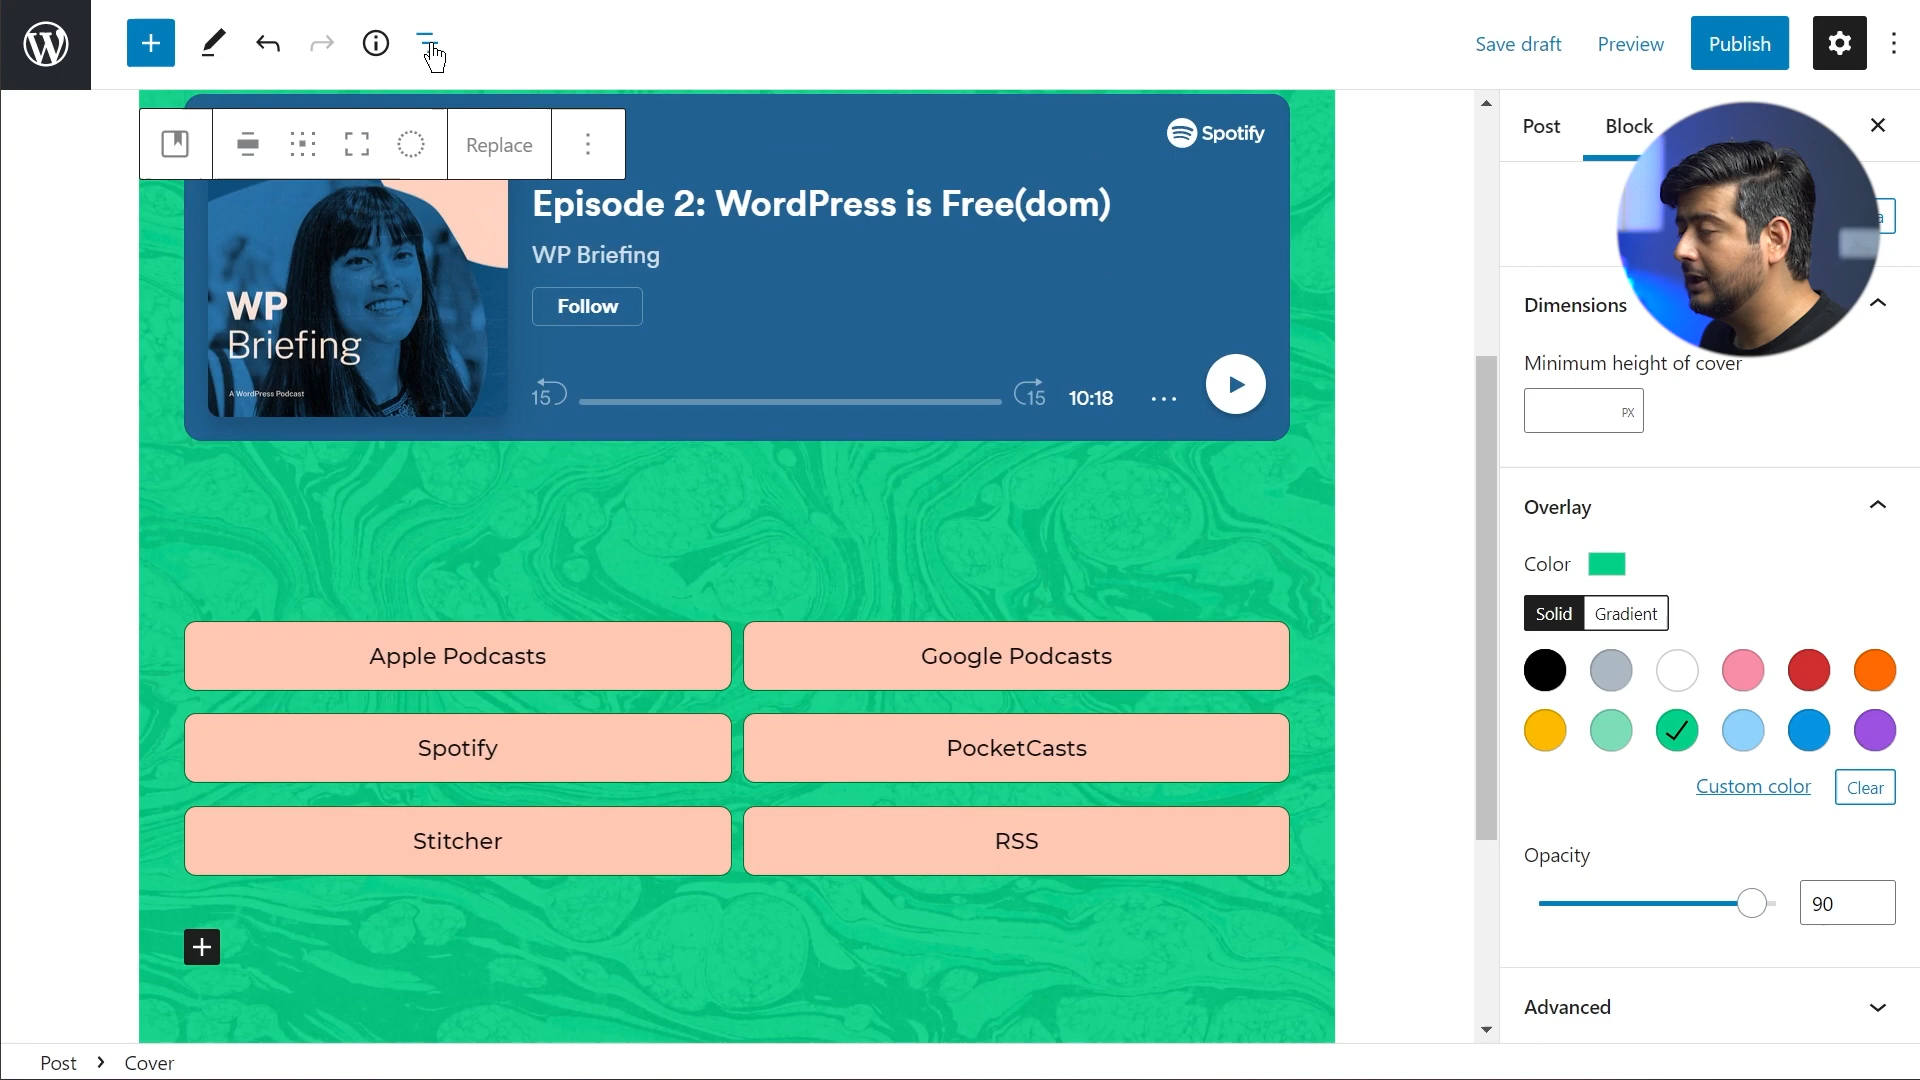 Save draft
Preview
Publish
Replace
Spotify
Episode 2: WordPress is Free(dom)
WP Briefing
Follow
WP
Briefing
A WordPress Podcast
15
15
10:18
Apple Podcasts
Google Podcasts
Spotify
PocketCasts
Stitcher
RSS
Post
Block
Dimensions
Minimum height of cover
PX
Overlay
Color
Solid
Gradient
Custom color
Clear
Opacity
90
Advanced
Post
Cover